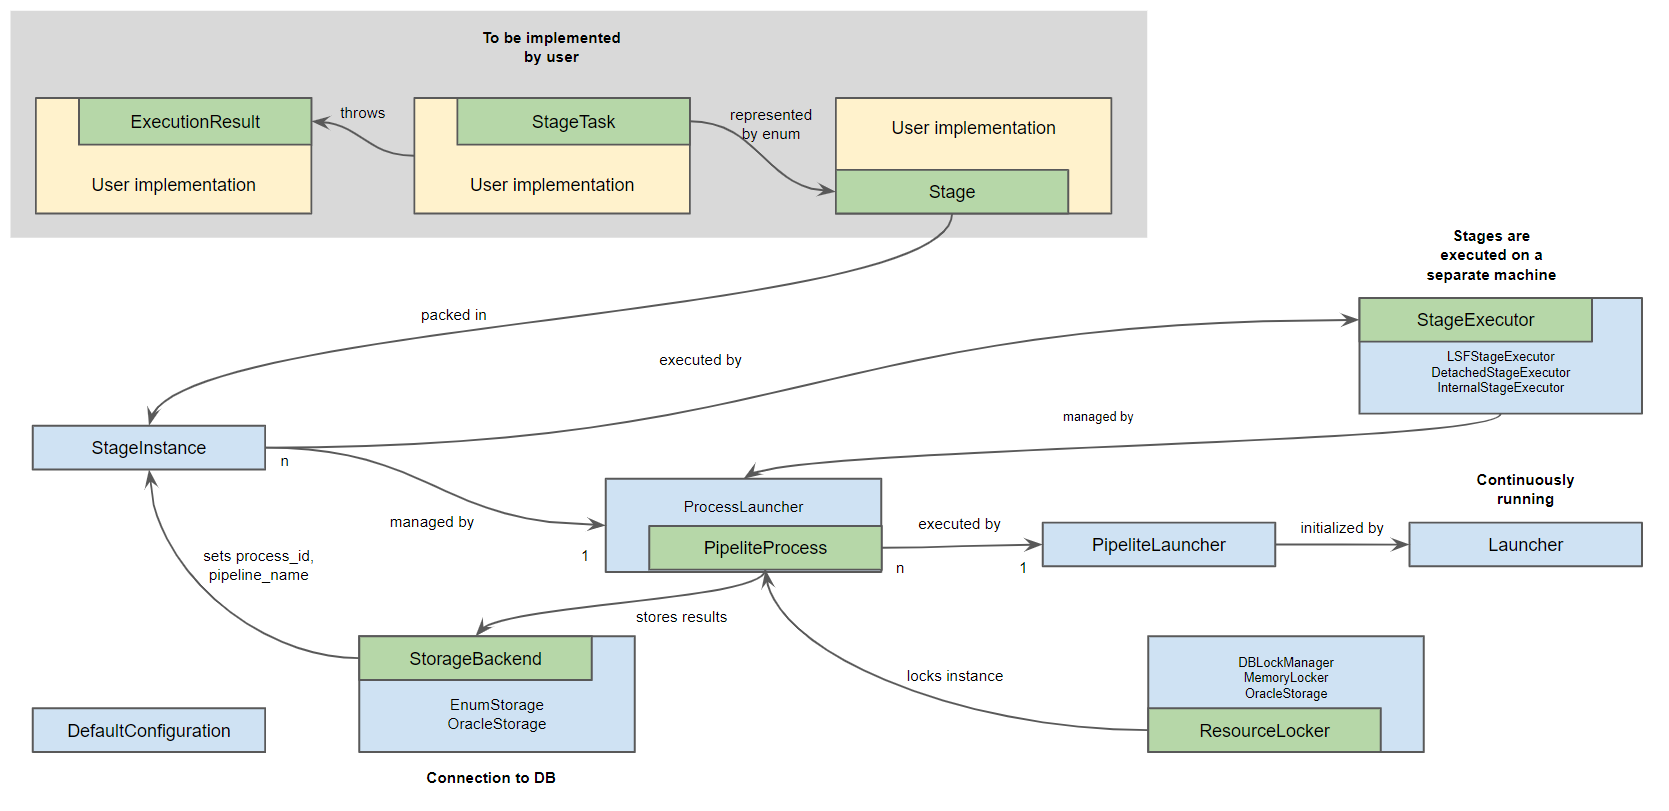 To be implemented
by user
ExecutionResult
User implementation
throws
StageTask
User implementation
represented
by enum
User implementation
Stage
packed in
executed by
Stages are
executed on a
separate machine
StageExecutor
LSFStageExecutor
DetachedStageExecutor
InternalStageExecutor
managed by
StageInstance
n
managed by
1
ProcessLauncher
PipeliteProcess
executed by
n
1
PipeliteLauncher
initialized by
Continuously
running
Launcher
sets process_id,
pipeline_name
stores results
StorageBackend
EnumStorage
OracleStorage
Connection to DB
locks instance
DBLockManager
MemoryLocker
OracleStorage
ResourceLocker
DefaultConfiguration